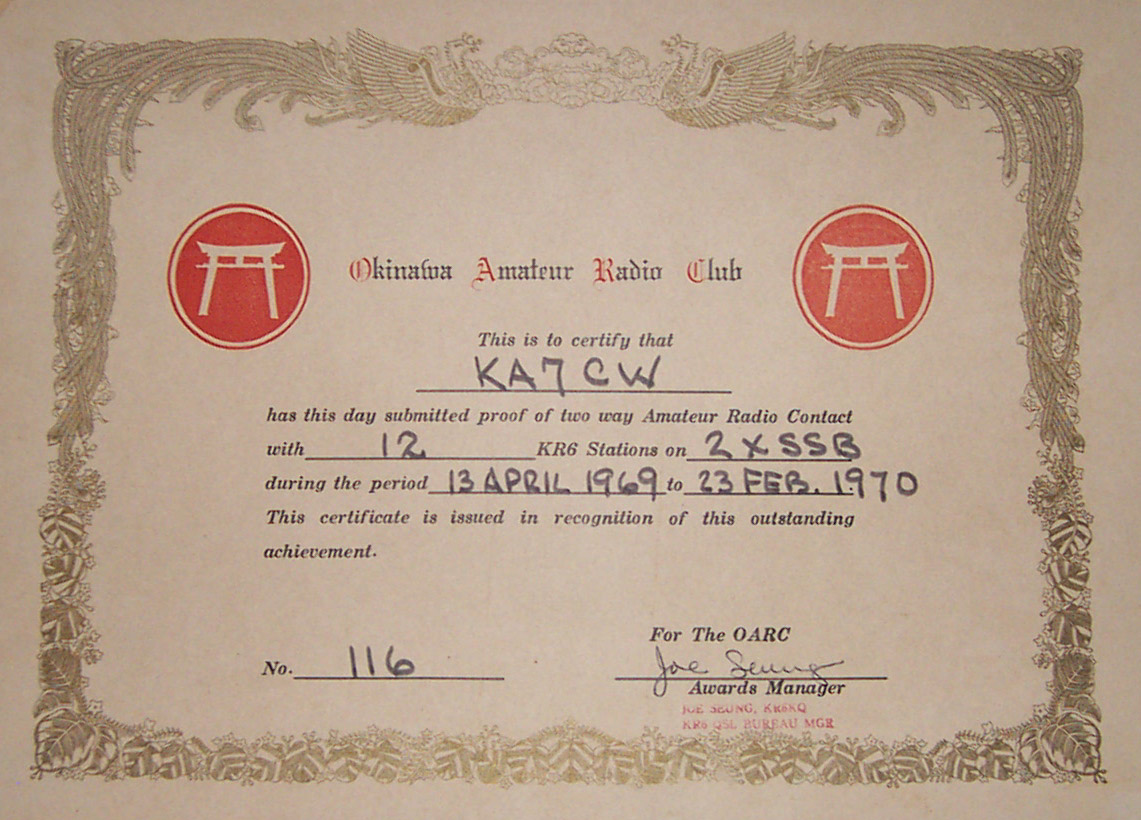 Okinawa Amateur Radio Club
This is to certify that
KA7CW
has this day submitted proof of two way Amateur Radio Contact
with 12 KR6 Stations on 2XSSB
during the period 13 APRIL 1969 to 23 FEB. 1970
This certificate is issued in recognition of this outstanding
achievement.
For The OARC
No. 116 Joe Seung
Awards Manager
JOE SEUNG, KR6KQ
KR6 QSL BUREAU MGR